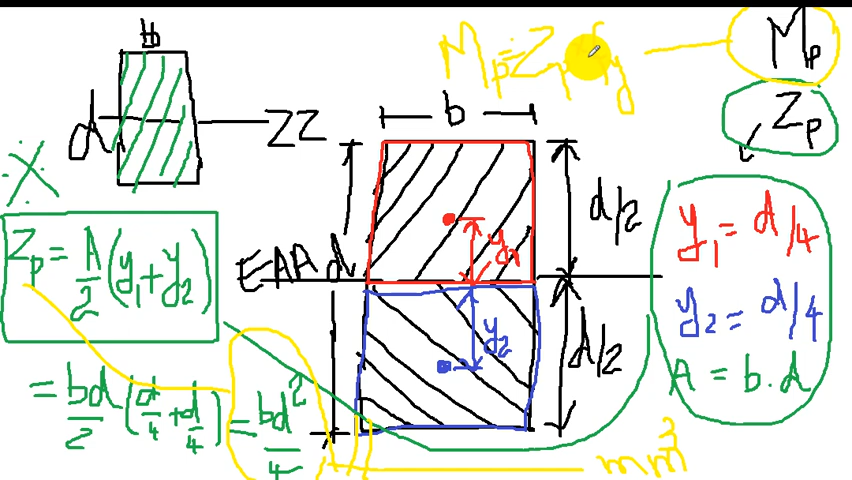 b
d
ZZ
Mp = Zp fy
Mp
Zp
b
d
EAA
y₁
y₂
d/2
d/2
Zp = A/2 (y₁ + y₂)
= bd/2 (d/4 + d/4) = bd²/4
y₁ = d/4
y₂ = d/4
A = b.d
mm³